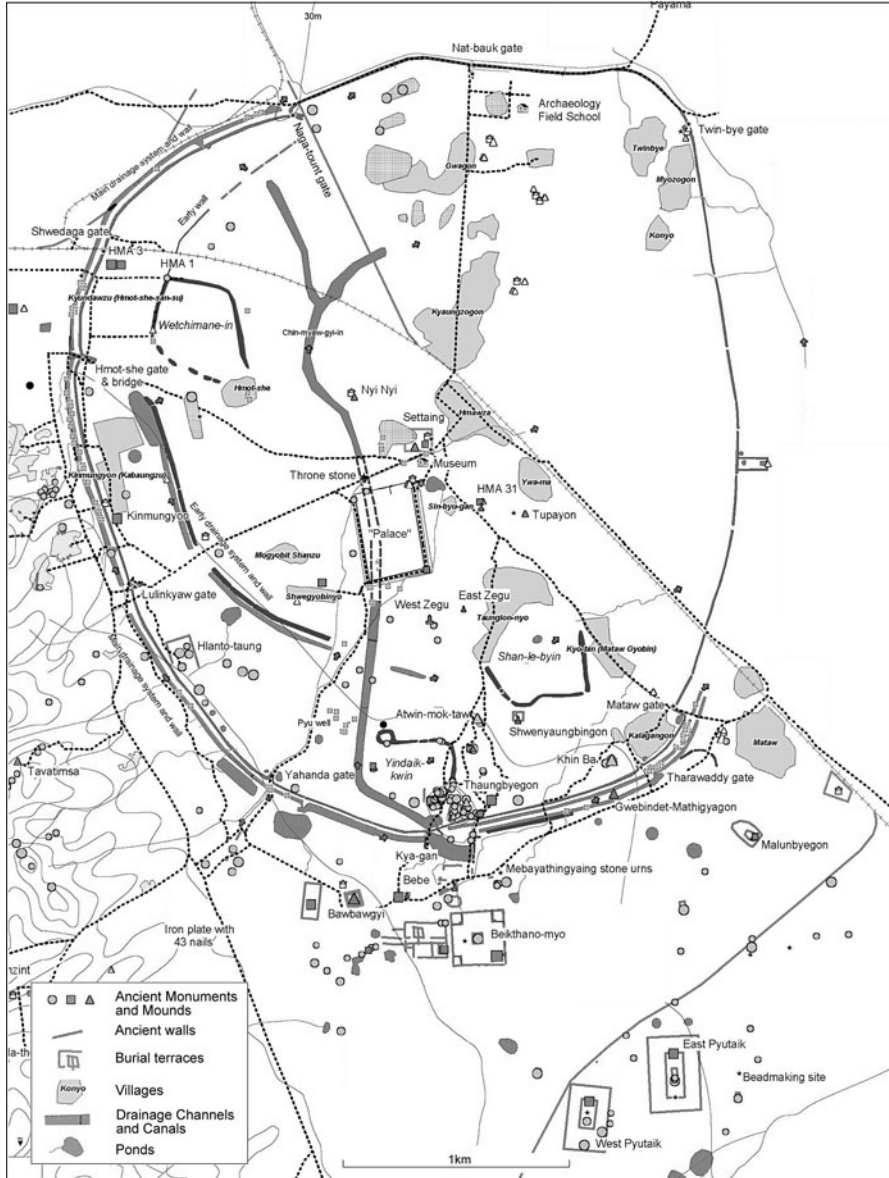 Payama
30m
Nat-bauk gate
Archaeology
Field School
Twin-bye gate
Twinbye
Myozogon
Konyo
Gwagon
Naga-tount gate
Main drainage system and wall
Early wall
Shwedaga gate
HMA 3
HMA 1
Kyundawzu (Hmot-she-san-su)
Wetchimane-in
Chin-myaw-gyi-in
Kyaungzogon
Hmot-she gate
& bridge
Hmot-she
Nyi Nyi
Settaing
Hmawza
Museum
Throne stone
Ywa-ma
HMA 31
Sin-byu-gan
Tupayon
Kinmungyon (Kabaungzu)
Kinmungyon
Early drainage system and wall
"Palace"
Mogyobit Shanzu
Shwegyobinyo
Lulinkyaw gate
West Zegu
East Zegu
Taunglon-nyo
Shan-le-byin
Kyo-bin (Mataw Gyobin)
Hlanto-taung
Main drainage system and wall
Atwin-mok-taw
Pyu well
Shwenyaungbingon
Mataw gate
Kalagangon
Mataw
Khin Ba
Tavatimsa
Yahanda gate
Yindaik-
kwin
Thaungbyegon
Tharawaddy gate
Gwebindet-Mathigyagon
Kya-gan
Malunbyegon
Bebe
Mebayathingyaing stone urns
Bawbawgyi
Iron plate with
43 nails
Beikthano-myo
nzint
Ancient Monuments
and Mounds
Ancient walls
Burial terraces
Konyo
Villages
Drainage Channels
and Canals
Ponds
East Pyutaik
Beadmaking site
West Pyutaik
1km